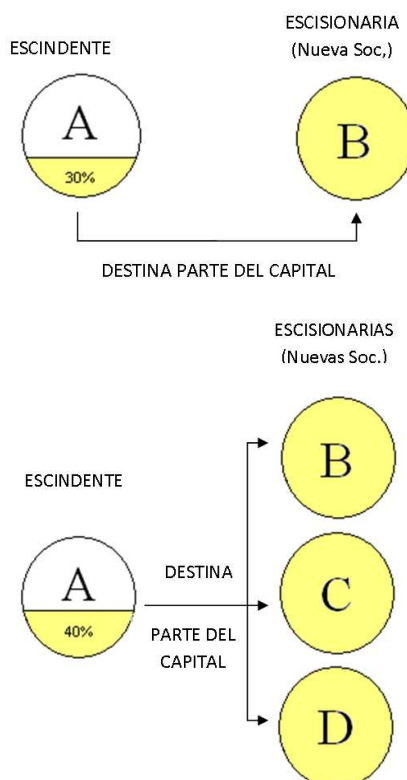 ESCINDENTE
ESCISIONARIA
(Nueva Soc,)
A
30%
B
DESTINA PARTE DEL CAPITAL
ESCISIONARIAS
(Nuevas Soc.)
B
ESCINDENTE
A
40%
DESTINA
PARTE DEL
CAPITAL
C
D